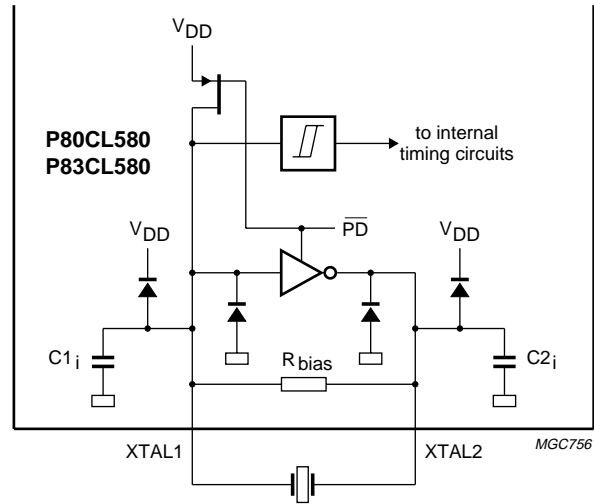 VDD
P80CL580
P83CL580
to internal
timing circuits
PD
VDD
VDD
C1i
Rbias
C2i
XTAL1
XTAL2
MGC756